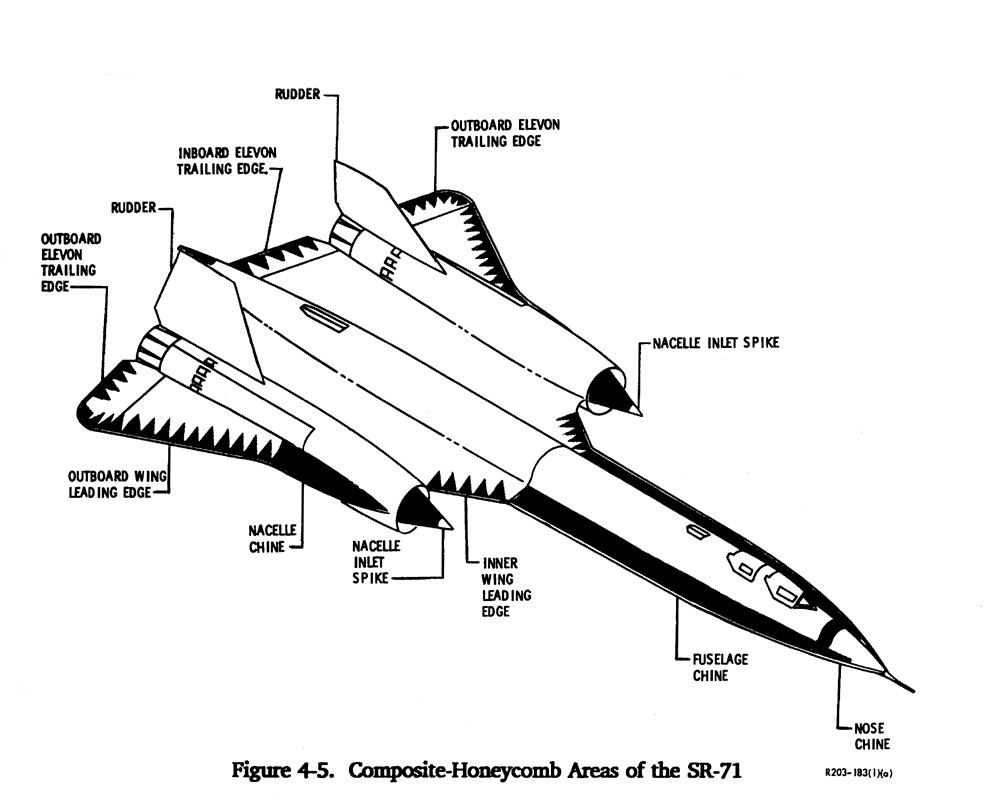 RUDDER
OUTBOARD ELEVON
TRAILING EDGE
INBOARD ELEVON
TRAILING EDGE.
RUDDER
OUTBOARD
ELEVON
TRAILING
EDGE
NACELLE INLET SPIKE
OUTBOARD WING
LEADING EDGE
NACELLE
CHINE
NACELLE
INLET
SPIKE
INNER
WING
LEADING
EDGE
FUSELAGE
CHINE
NOSE
CHINE
Figure 4-5. Composite-Honeycomb Areas of the SR-71
R203-183(1)(a)